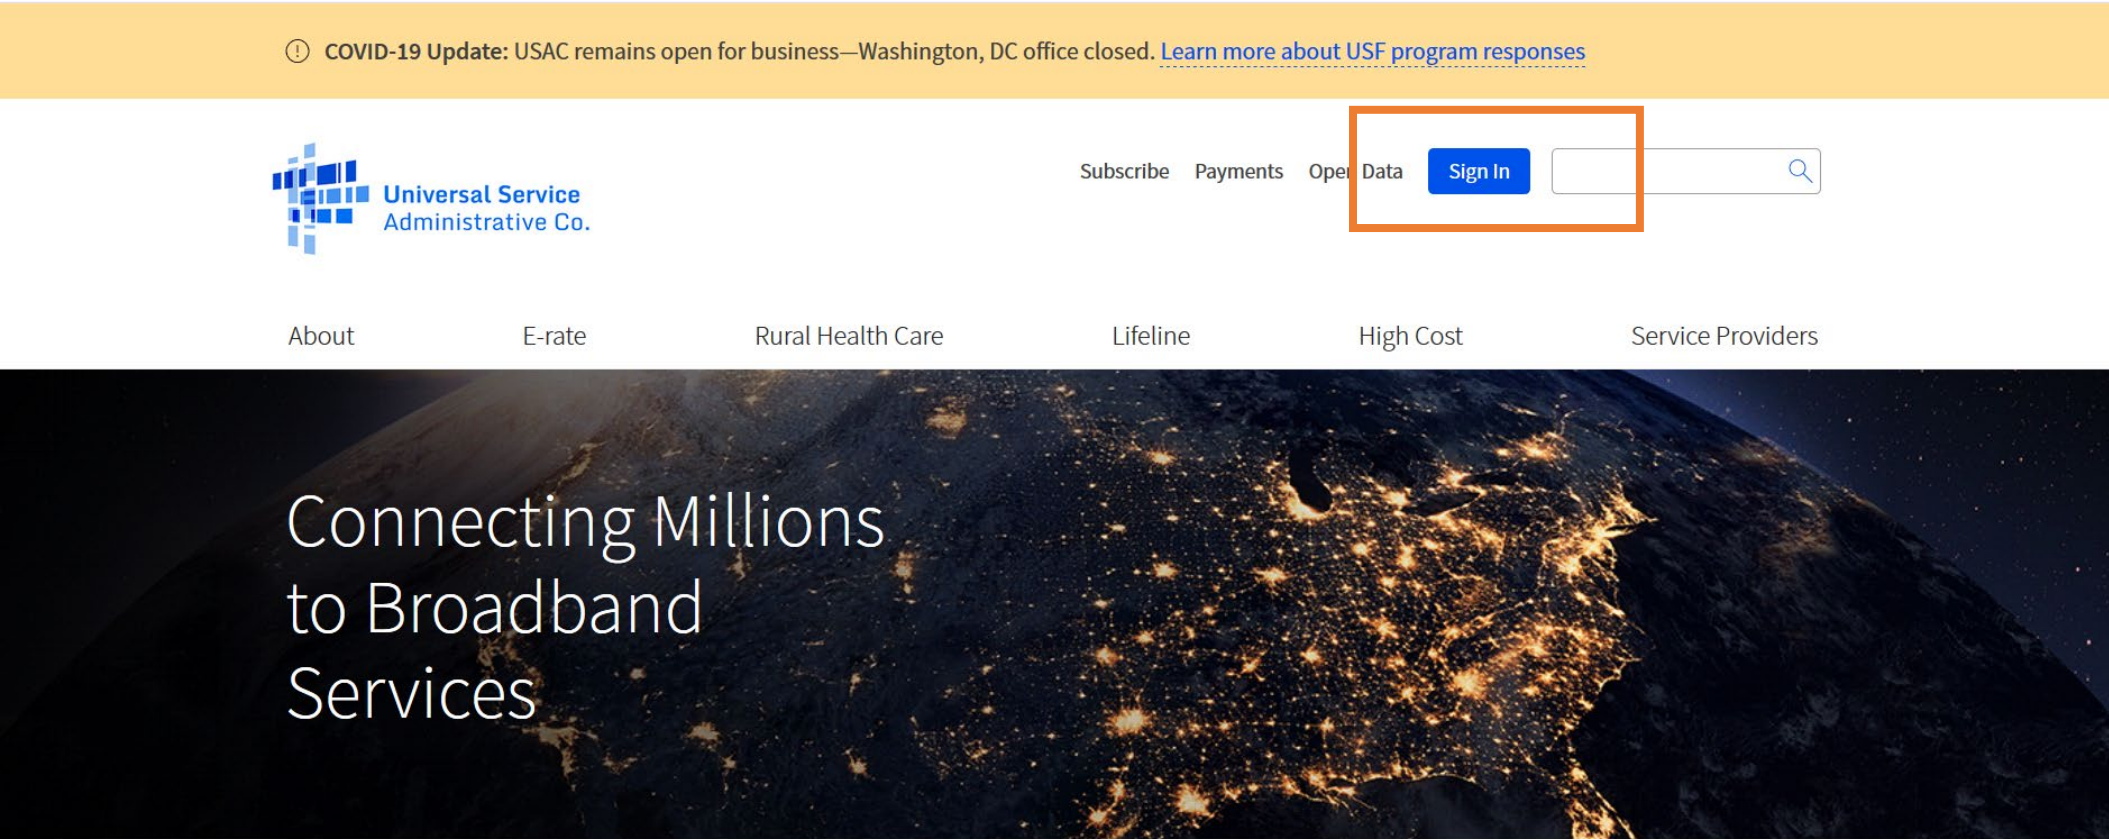 COVID-19 Update: USAC remains open for business—Washington, DC office closed. Learn more about USF program responses
Universal Service
Administrative Co.
Subscribe Payments Open Data Sign In
About E-rate Rural Health Care Lifeline High Cost Service Providers
Connecting Millions
to Broadband
Services